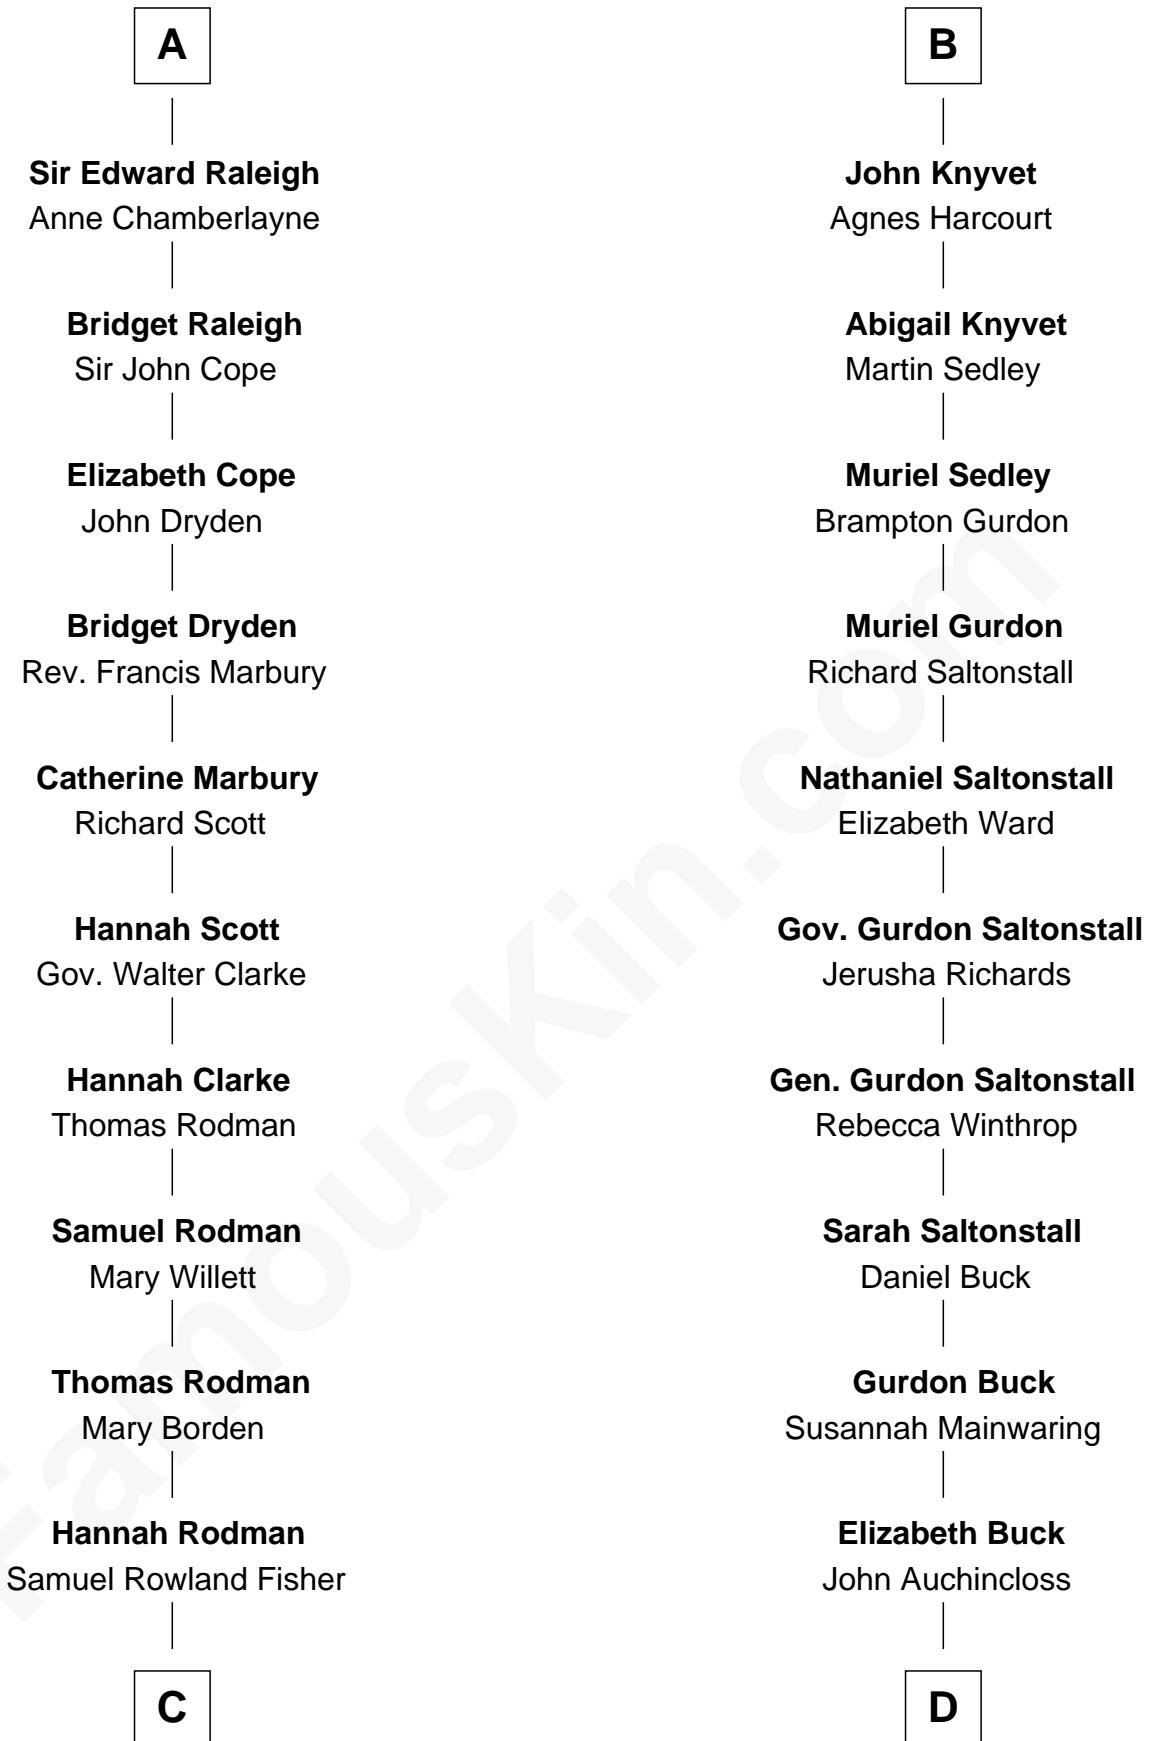 A
Sir Edward Raleigh
Anne Chamberlayne
Bridget Raleigh
Sir John Cope
Elizabeth Cope
John Dryden
Bridget Dryden
Rev. Francis Marbury
Catherine Marbury
Richard Scott
Hannah Scott
Gov. Walter Clarke
Hannah Clarke
Thomas Rodman
Samuel Rodman
Mary Willett
Thomas Rodman
Mary Borden
Hannah Rodman
Samuel Rowland Fisher
C
B
John Knyvet
Agnes Harcourt
Abigail Knyvet
Martin Sedley
Muriel Sedley
Brampton Gurdon
Muriel Gurdon
Richard Saltonstall
Nathaniel Saltonstall
Elizabeth Ward
Gov. Gurdon Saltonstall
Jerusha Richards
Gen. Gurdon Saltonstall
Rebecca Winthrop
Sarah Saltonstall
Daniel Buck
Gurdon Buck
Susannah Mainwaring
Elizabeth Buck
John Auchincloss
D
FamousKin.com